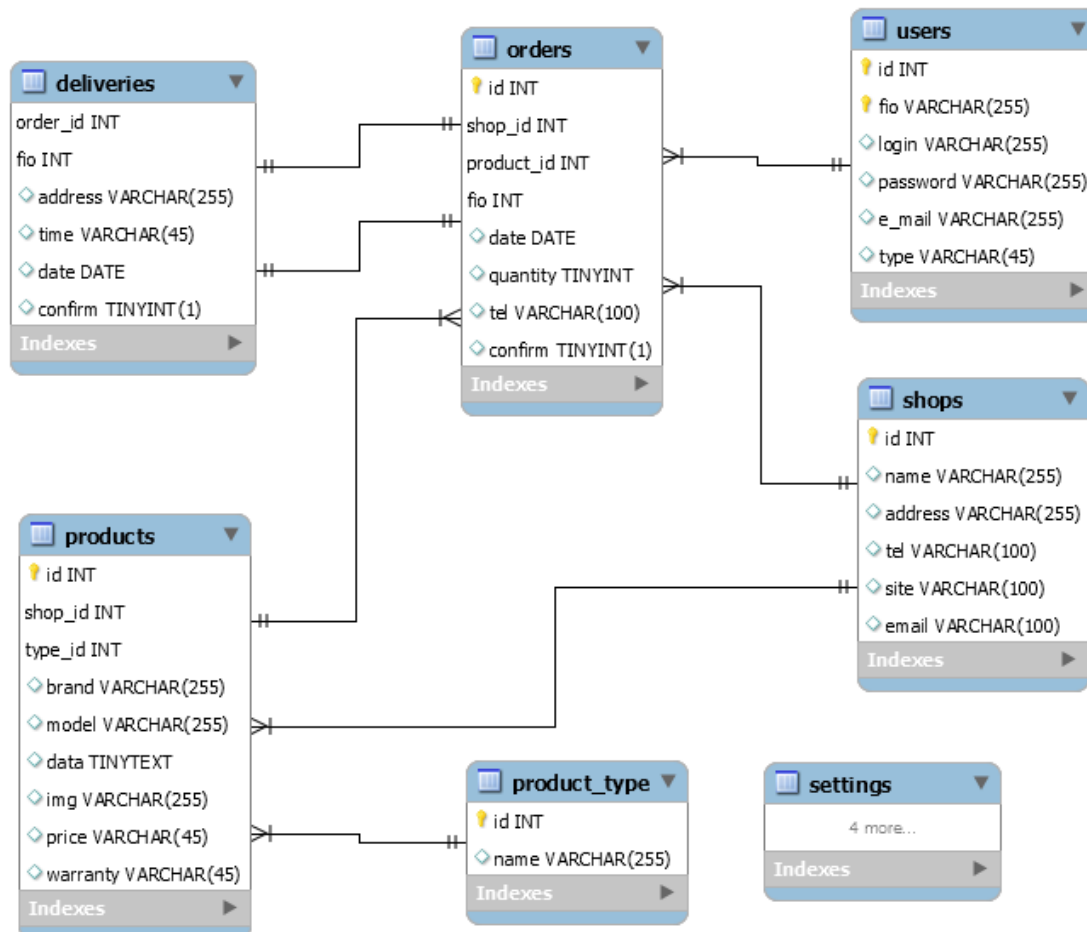 deliveries
order_id INT
fio INT
address VARCHAR(255)
time VARCHAR(45)
date DATE
confirm TINYINT(1)
Indexes
orders
id INT
shop_id INT
product_id INT
fio INT
date DATE
quantity TINYINT
tel VARCHAR(100)
confirm TINYINT(1)
Indexes
users
id INT
fio VARCHAR(255)
login VARCHAR(255)
password VARCHAR(255)
e_mail VARCHAR(255)
type VARCHAR(45)
Indexes
shops
id INT
name VARCHAR(255)
address VARCHAR(255)
tel VARCHAR(100)
site VARCHAR(100)
email VARCHAR(100)
Indexes
products
id INT
shop_id INT
type_id INT
brand VARCHAR(255)
model VARCHAR(255)
data TINYTEXT
img VARCHAR(255)
price VARCHAR(45)
warranty VARCHAR(45)
Indexes
product_type
id INT
name VARCHAR(255)
Indexes
settings
4 more...
Indexes